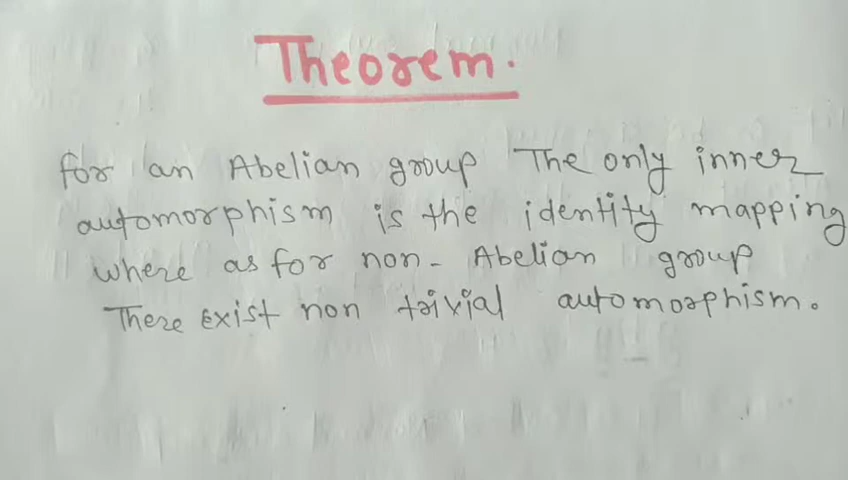 Theorem.
for an Abelian group The only inner
automorphism is the identity mapping
where as for non- Abelian group
There exist non trivial automorphism.